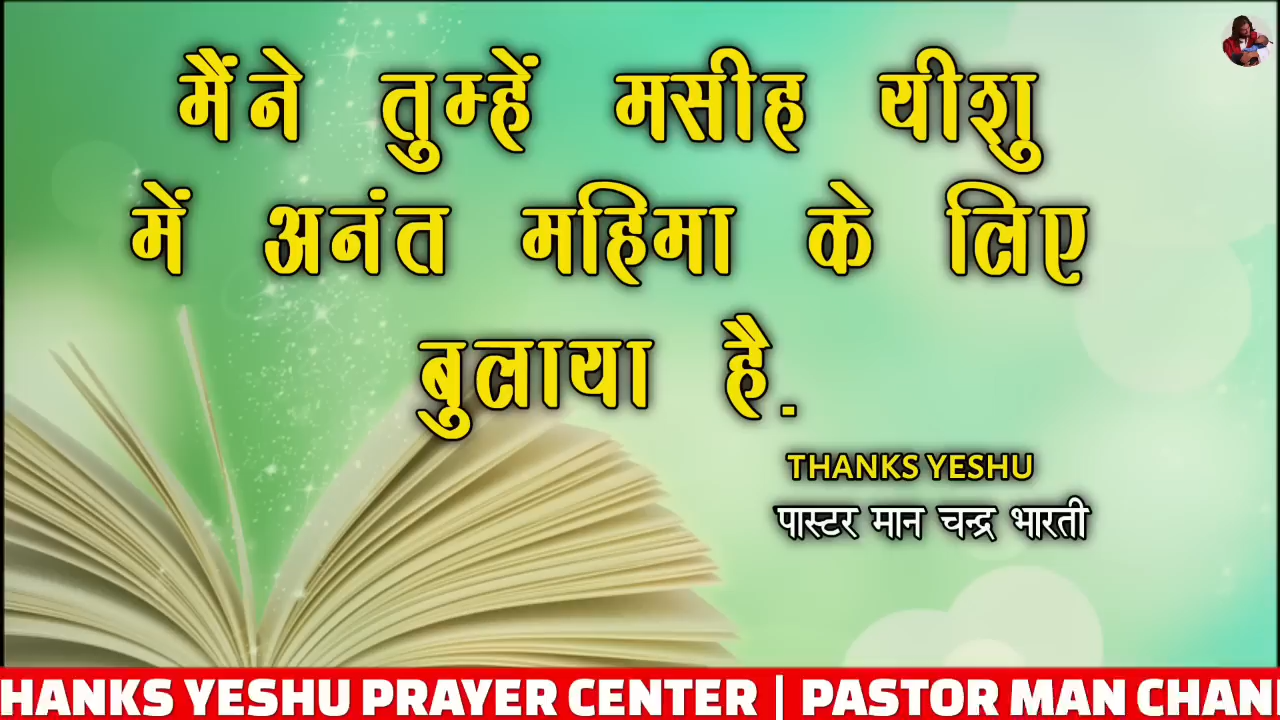 मैंने तुम्हें मसीह यीशु
में अनंत महिमा के लिए
बुलाया है.
THANKS YESHU
पास्टर मान चन्द्र भारती
HANKS YESHU PRAYER CENTER | PASTOR MAN CHAN